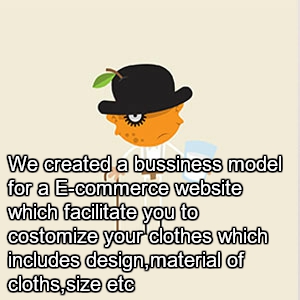 We created a bussiness model
for a E-commerce website
which facilitate you to
costomize your clothes which
includes design,material of
cloths,size etc